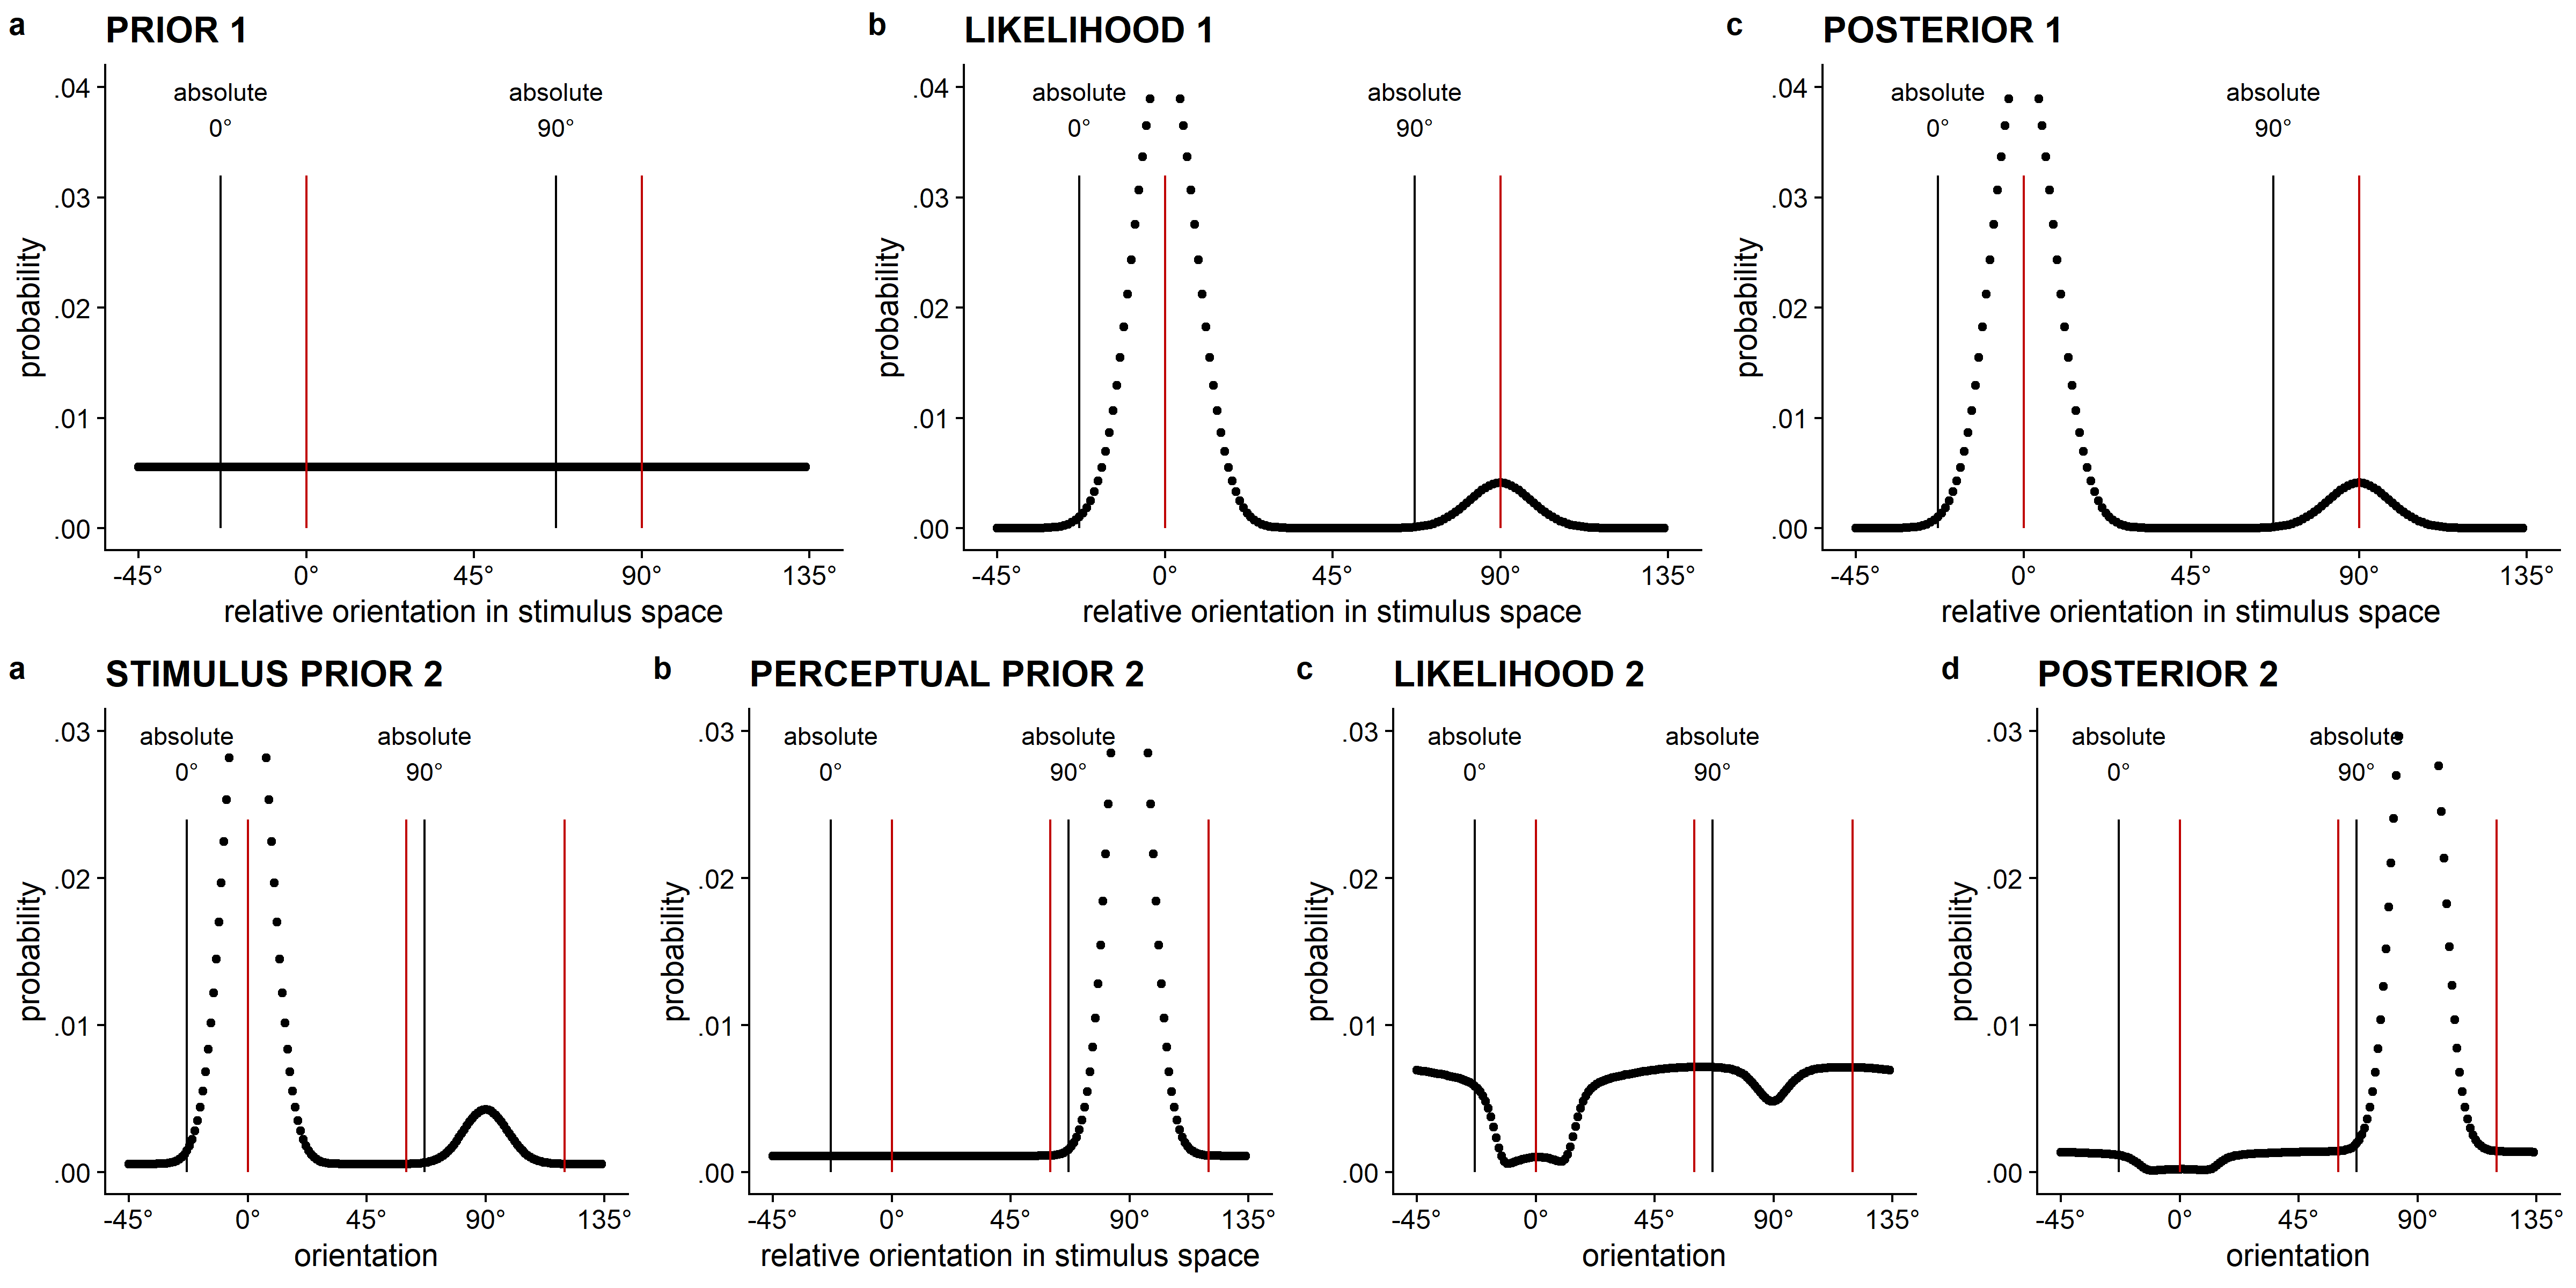 a PRIOR 1
absolute
0°
absolute
90°
.04
.03
.02
.01
.00
probability
-45° 0° 45° 90° 135°
relative orientation in stimulus space
b LIKELIHOOD 1
absolute
0°
absolute
90°
.04
.03
.02
.01
.00
probability
-45° 0° 45° 90° 135°
relative orientation in stimulus space
c POSTERIOR 1
absolute
0°
absolute
90°
.04
.03
.02
.01
.00
probability
-45° 0° 45° 90° 135°
relative orientation in stimulus space
a STIMULUS PRIOR 2
absolute
0°
absolute
90°
.03
.02
.01
.00
probability
-45° 0° 45° 90° 135°
orientation
b PERCEPTUAL PRIOR 2
absolute
0°
absolute
90°
.03
.02
.01
.00
probability
-45° 0° 45° 90° 135°
relative orientation in stimulus space
c LIKELIHOOD 2
absolute
0°
absolute
90°
.03
.02
.01
.00
probability
-45° 0° 45° 90° 135°
orientation
d POSTERIOR 2
absolute
0°
absolute
90°
.03
.02
.01
.00
probability
-45° 0° 45° 90° 135°
orientation